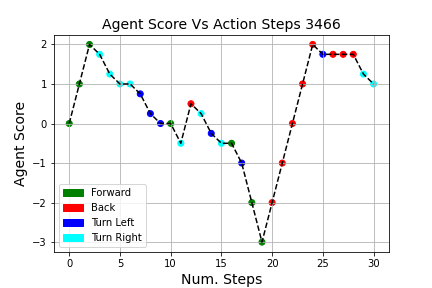 Agent Score Vs Action Steps 3466
Agent Score
2
1
0
−1
−2
−3
Forward
Back
Turn Left
Turn Right
0 5 10 15 20 25 30
Num. Steps